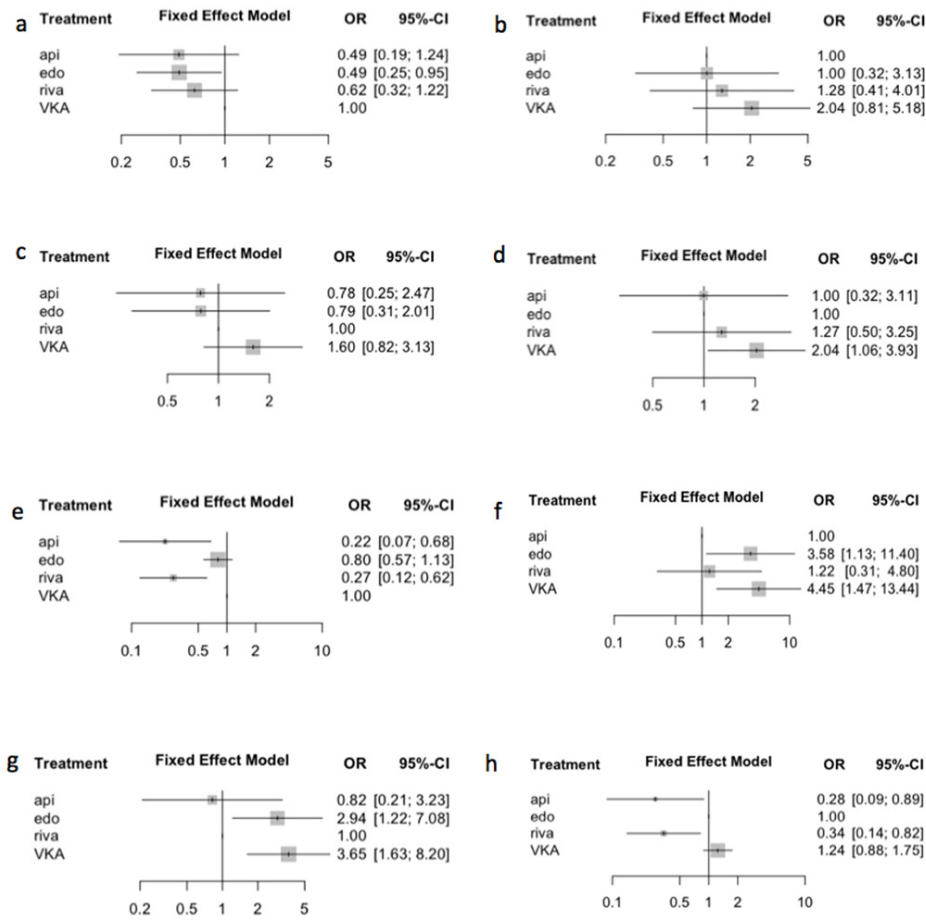 a
Treatment Fixed Effect Model OR 95%-CI
api 0.49 [0.19; 1.24]
edo 0.49 [0.25; 0.95]
riva 0.62 [0.32; 1.22]
VKA 1.00
0.2 0.5 1 2 5
b
Treatment Fixed Effect Model OR 95%-CI
api 1.00
edo 1.00 [0.32; 3.13]
riva 1.28 [0.41; 4.01]
VKA 2.04 [0.81; 5.18]
0.2 0.5 1 2 5
c
Treatment Fixed Effect Model OR 95%-CI
api 0.78 [0.25; 2.47]
edo 0.79 [0.31; 2.01]
riva 1.00
VKA 1.60 [0.82; 3.13]
0.5 1 2
d
Treatment Fixed Effect Model OR 95%-CI
api 1.00 [0.32; 3.11]
edo 1.00
riva 1.27 [0.50; 3.25]
VKA 2.04 [1.06; 3.93]
0.5 1 2
e
Treatment Fixed Effect Model OR 95%-CI
api 0.22 [0.07; 0.68]
edo 0.80 [0.57; 1.13]
riva 0.27 [0.12; 0.62]
VKA 1.00
0.1 0.5 1 2 10
f
Treatment Fixed Effect Model OR 95%-CI
api 1.00
edo 3.58 [1.13; 11.40]
riva 1.22 [0.31; 4.80]
VKA 4.45 [1.47; 13.44]
0.1 0.5 1 2 10
g
Treatment Fixed Effect Model OR 95%-CI
api 0.82 [0.21; 3.23]
edo 2.94 [1.22; 7.08]
riva 1.00
VKA 3.65 [1.63; 8.20]
0.2 0.5 1 2 5
h
Treatment Fixed Effect Model OR 95%-CI
api 0.28 [0.09; 0.89]
edo 1.00
riva 0.34 [0.14; 0.82]
VKA 1.24 [0.88; 1.75]
0.1 0.5 1 2 10